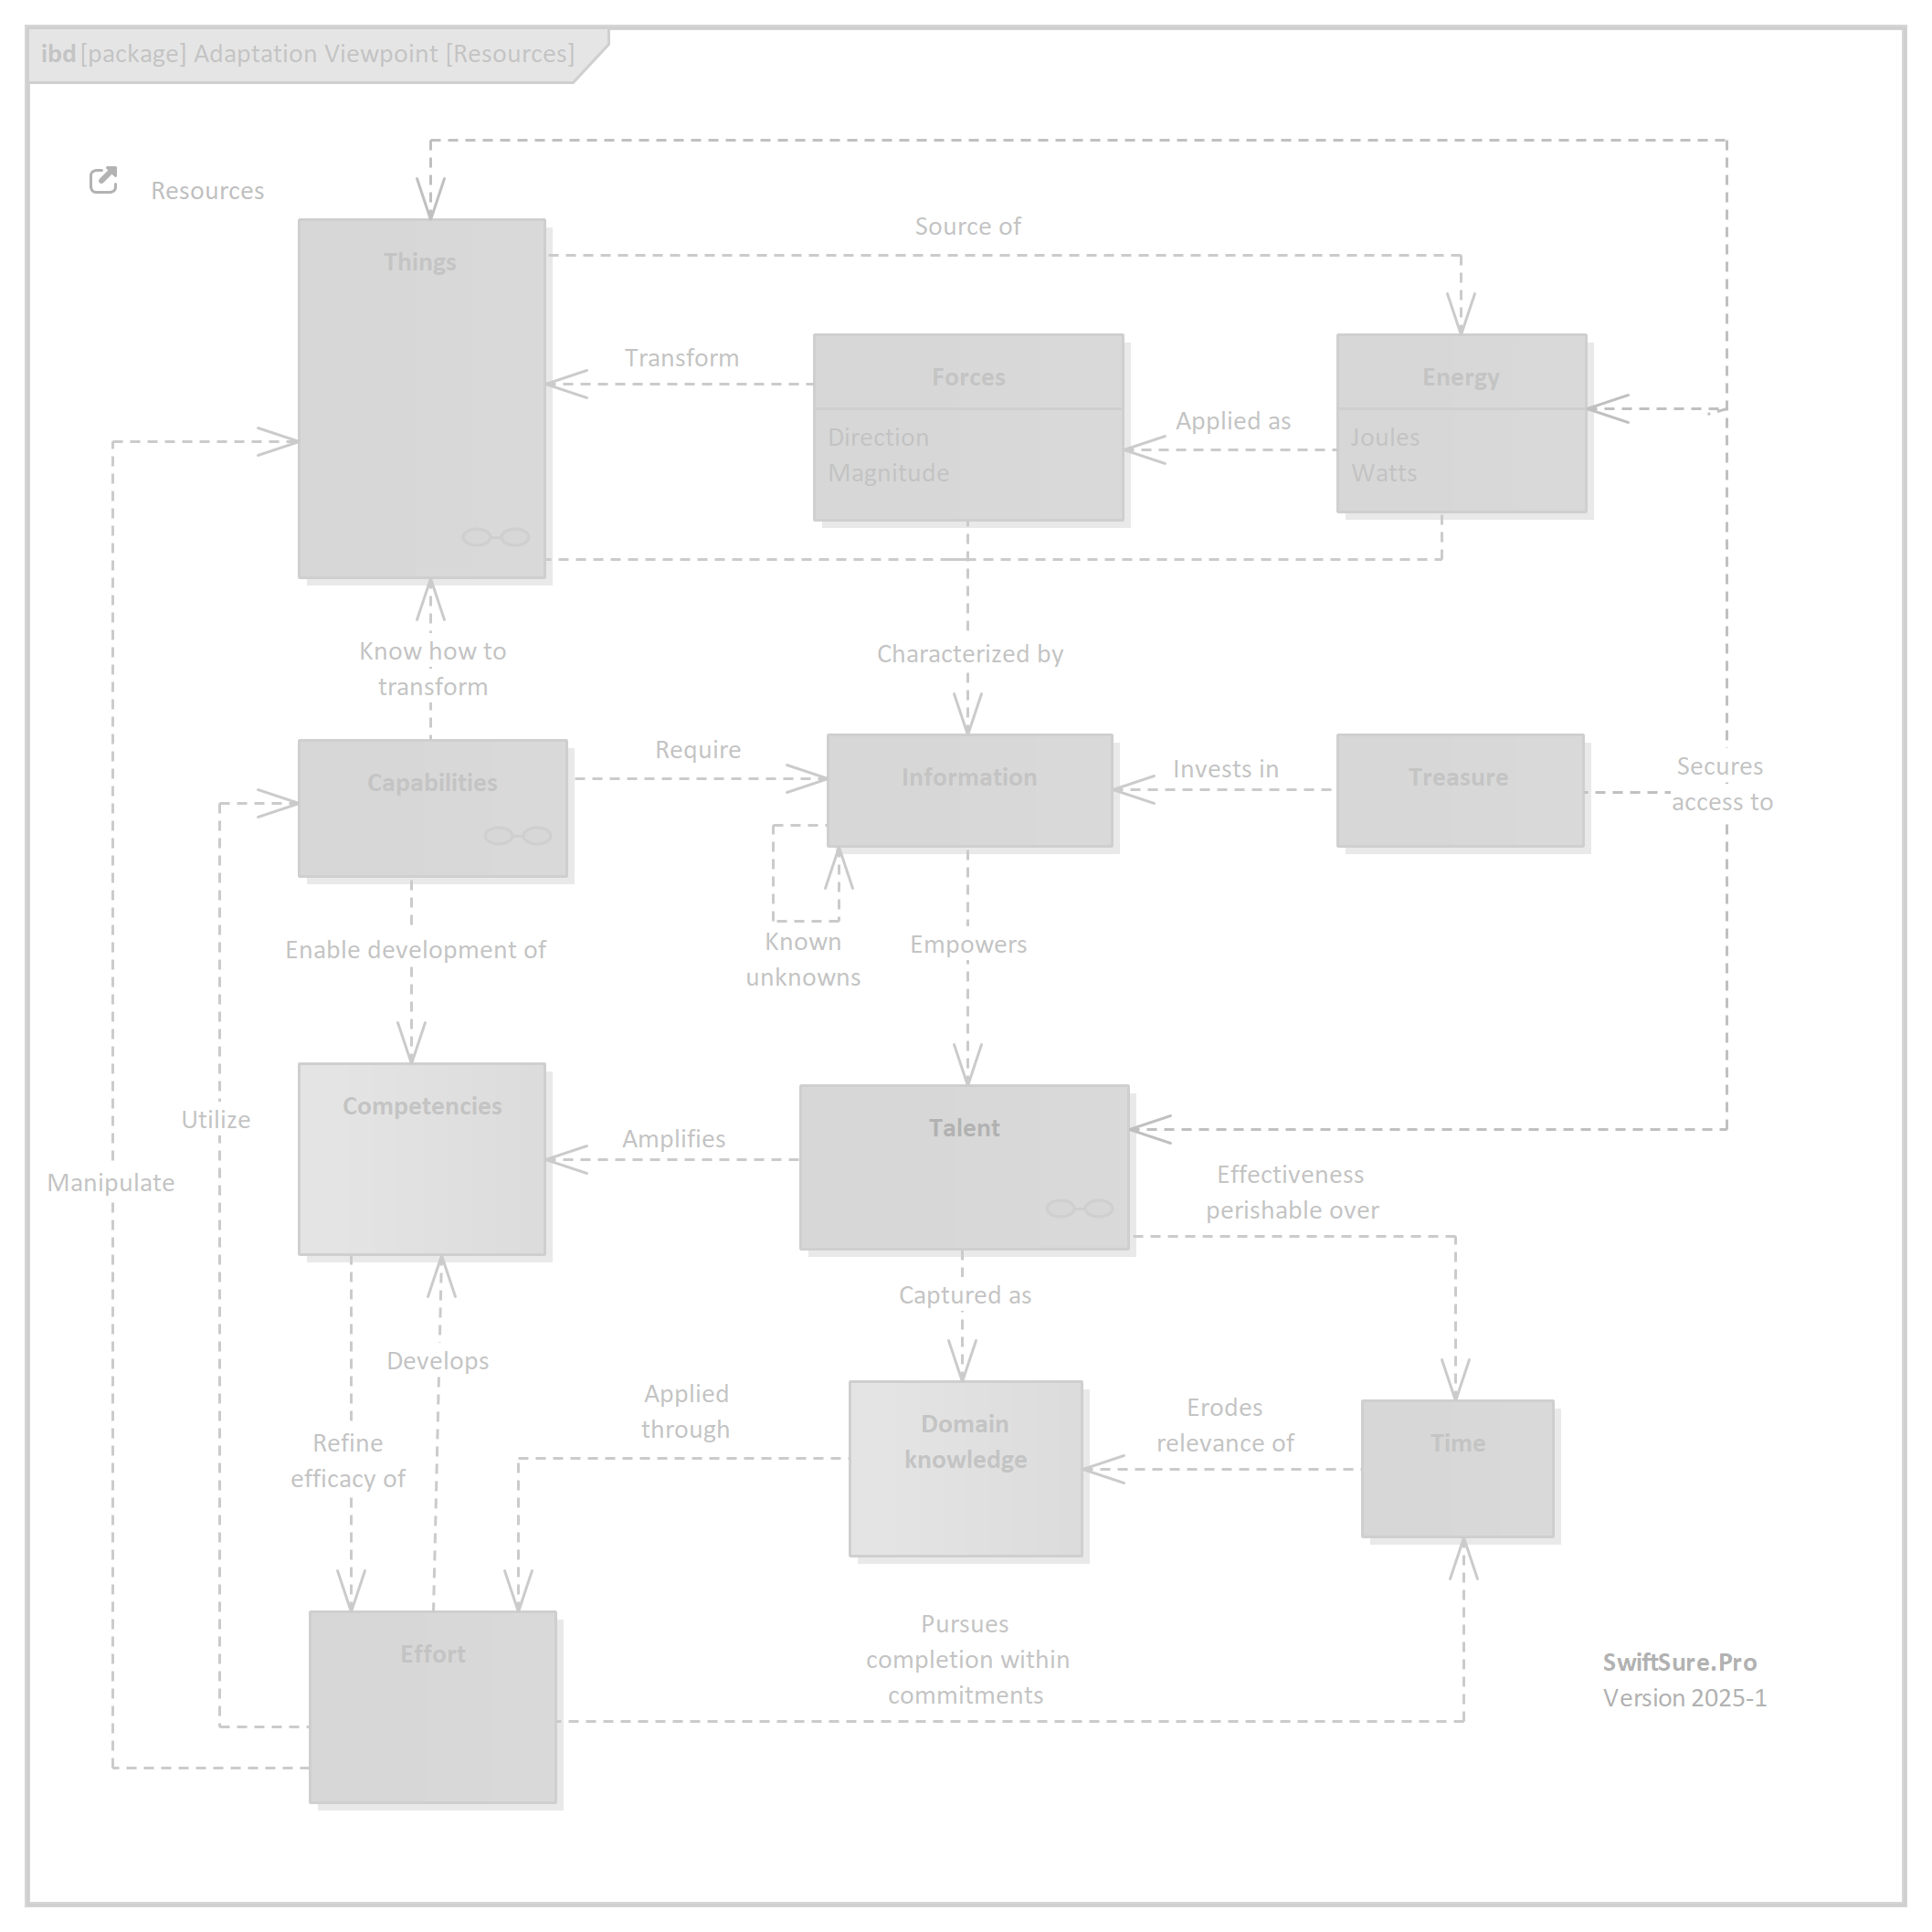 ibd [package] Adaptation Viewpoint [Resources]
Resources
Things
Source of
Transform
Forces
Direction
Magnitude
Applied as
Energy
Joules
Watts
Know how to
transform
Characterized by
Capabilities
Require
Information
Invests in
Treasure
Secures
access to
Enable development of
Known
unknowns
Empowers
Competencies
Utilize
Manipulate
Amplifies
Talent
Effectiveness
perishable over
Captured as
Develops
Refine
efficacy of
Applied
through
Domain
knowledge
Erodes
relevance of
Time
Effort
Pursues
completion within
commitments
SwiftSure.Pro
Version 2025-1